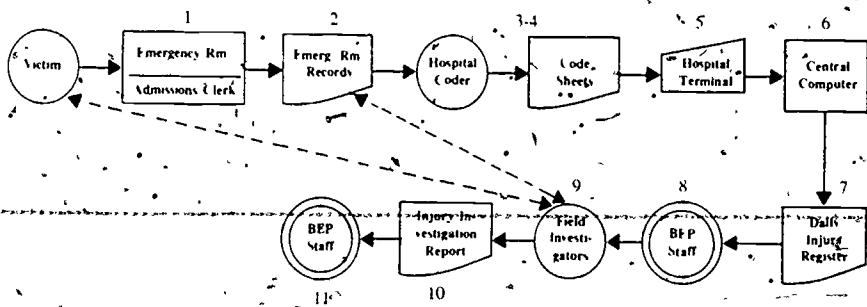 1
2
3-4
5
6
Victim
Emergency Rm
Admissions Clerk
Emerg Rm
Records
Hospital
Coder
Code
Sheets
Hospital
Terminal
Central
Computer
9
8
7
BEP
Staff
Injury In-
vestigation
Report
Field
Investi-
gators
BEP
Staff
Daily
Injury
Register
11
10